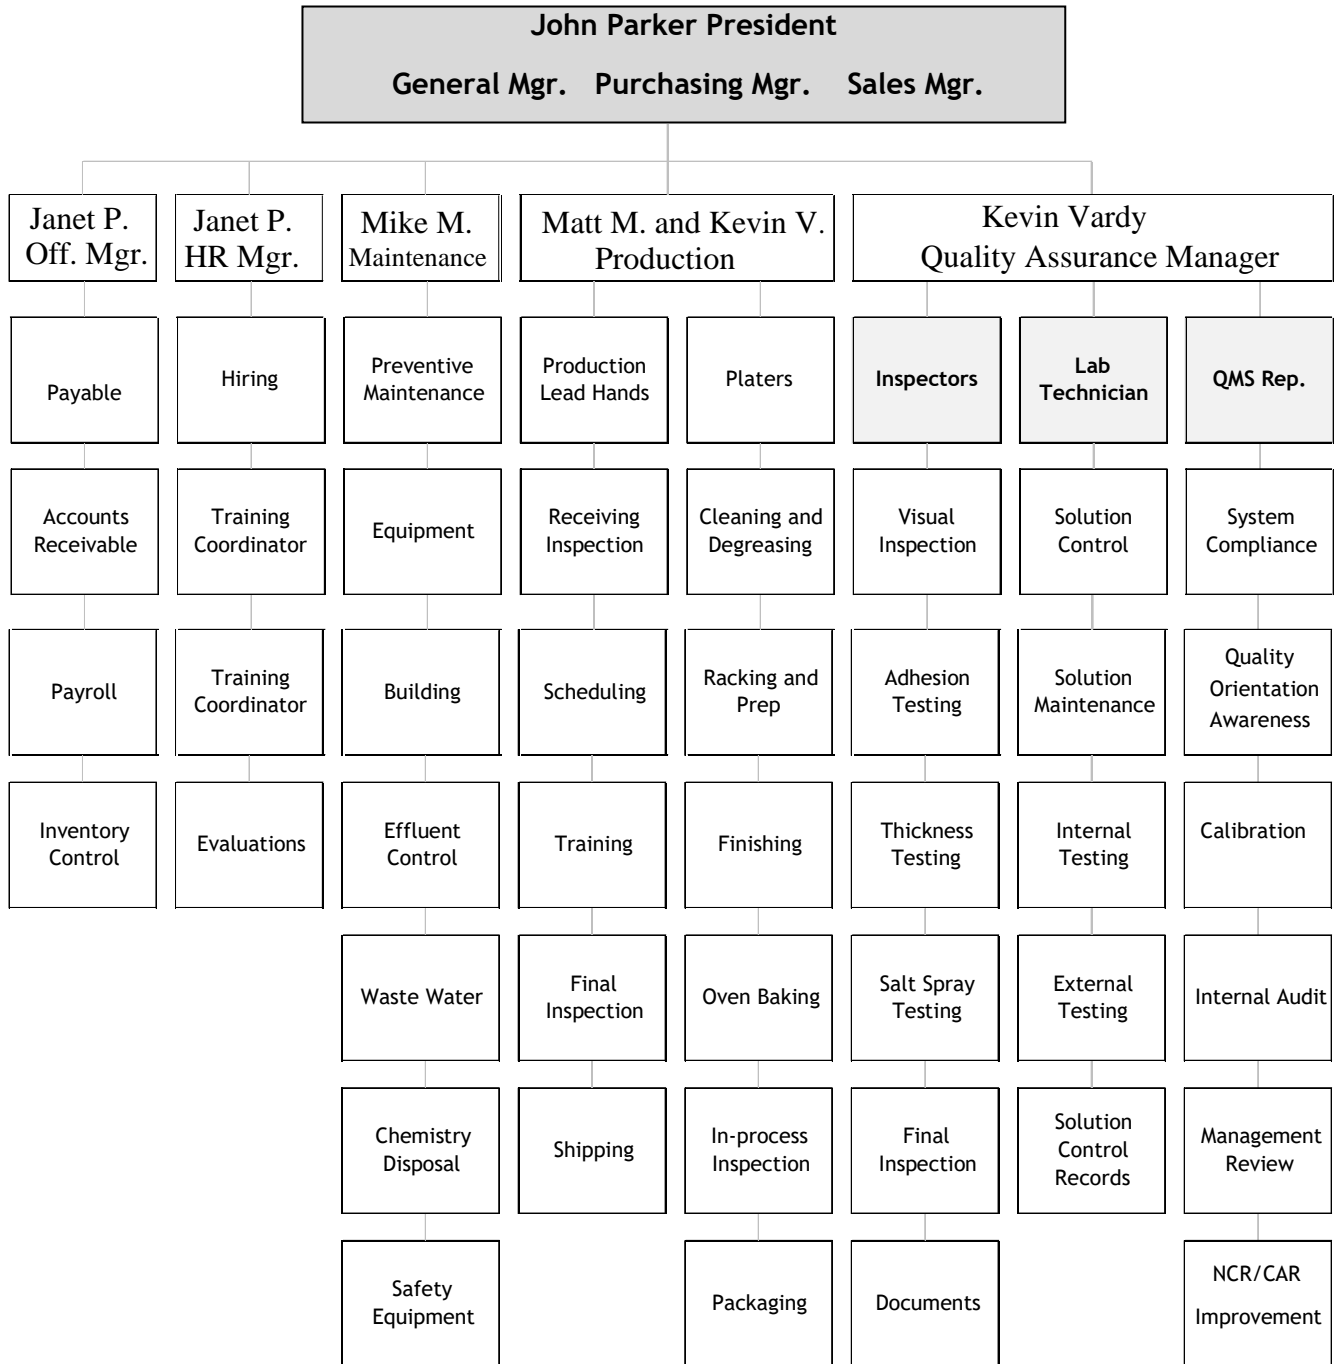 John Parker President
General Mgr. Purchasing Mgr. Sales Mgr.
Janet P.
Off. Mgr.
Janet P.
HR Mgr.
Mike M.
Maintenance
Matt M. and Kevin V.
Production
Kevin Vardy
Quality Assurance Manager
Payable
Hiring
Preventive
Maintenance
Production
Lead Hands
Platers
Inspectors
Lab
Technician
QMS Rep.
Accounts
Receivable
Training
Coordinator
Equipment
Receiving
Inspection
Cleaning and
Degreasing
Visual
Inspection
Solution
Control
System
Compliance
Payroll
Training
Coordinator
Building
Scheduling
Racking and
Prep
Adhesion
Testing
Solution
Maintenance
Quality
Orientation
Awareness
Inventory
Control
Evaluations
Effluent
Control
Training
Finishing
Thickness
Testing
Internal
Testing
Calibration
Waste Water
Final
Inspection
Oven Baking
Salt Spray
Testing
External
Testing
Internal Audit
Chemistry
Disposal
Shipping
In-process
Inspection
Final
Inspection
Solution
Control
Records
Management
Review
Safety
Equipment
Packaging
Documents
NCR/CAR
Improvement